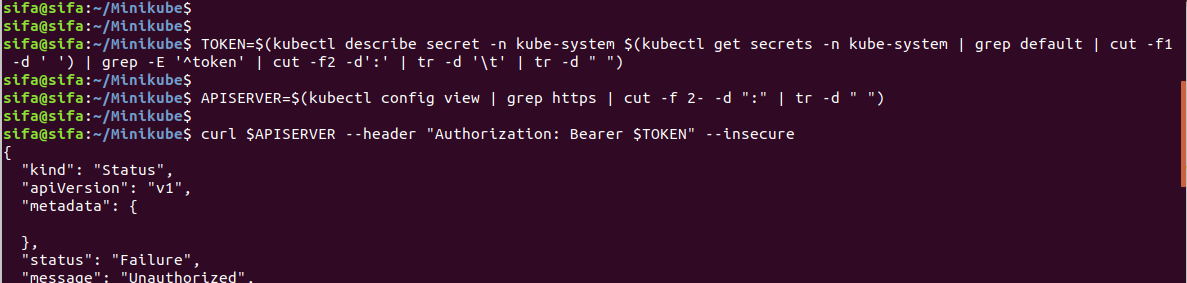 sifa@sifa:~/Minikube$
sifa@sifa:~/Minikube$
sifa@sifa:~/Minikube$ TOKEN=$(kubectl describe secret -n kube-system $(kubectl get secrets -n kube-system | grep default | cut -f1
-d ' ') | grep -E '^token' | cut -f2 -d':' | tr -d '\t' | tr -d " ")
sifa@sifa:~/Minikube$
sifa@sifa:~/Minikube$ APISERVER=$(kubectl config view | grep https | cut -f 2- -d ":" | tr -d " ")
sifa@sifa:~/Minikube$
sifa@sifa:~/Minikube$ curl $APISERVER --header "Authorization: Bearer $TOKEN" --insecure
{
  "kind": "Status",
  "apiVersion": "v1",
  "metadata": {
  },
  "status": "Failure",
  "message": "Unauthorized",